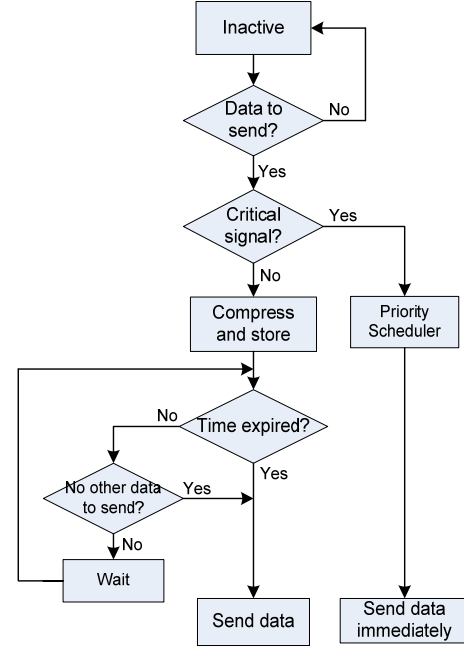 Inactive
Data to
send?
No
Yes
Critical
signal?
Yes
No
Compress
and store
Priority
Scheduler
No
Time expired?
Yes
No other data
to send?
Yes
No
Wait
Send data
Send data
immediately